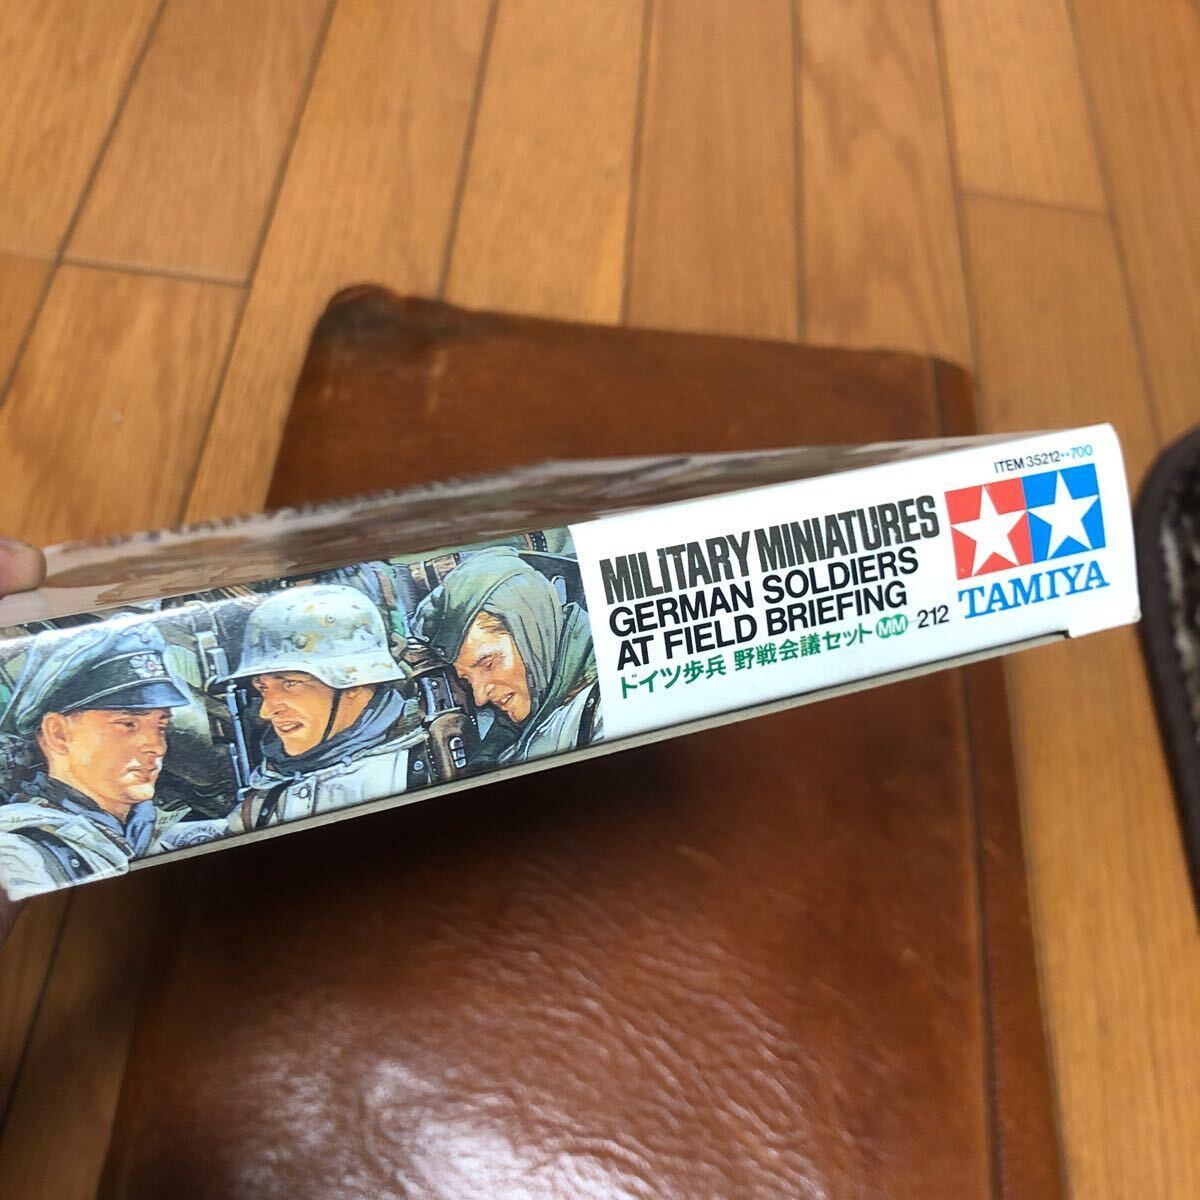 ITEM 35212**700
MILITARY MINIATURES
GERMAN SOLDIERS
AT FIELD BRIEFING
ドイツ歩兵 野戦会議セット MM 212
TAMIYA